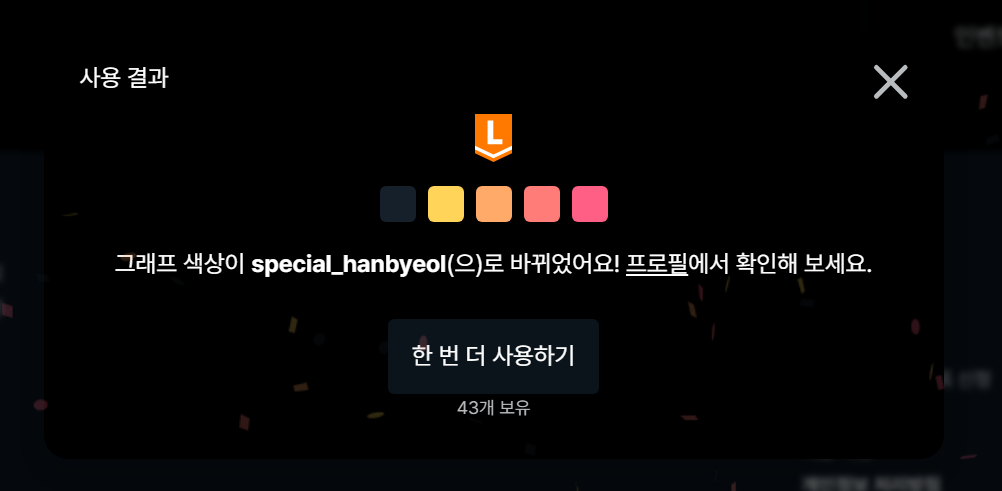 사용 결과
L
그래프 색상이 special_hanbyeol(으)로 바뀌었어요! 프로필에서 확인해 보세요.
한 번 더 사용하기
43개 보유